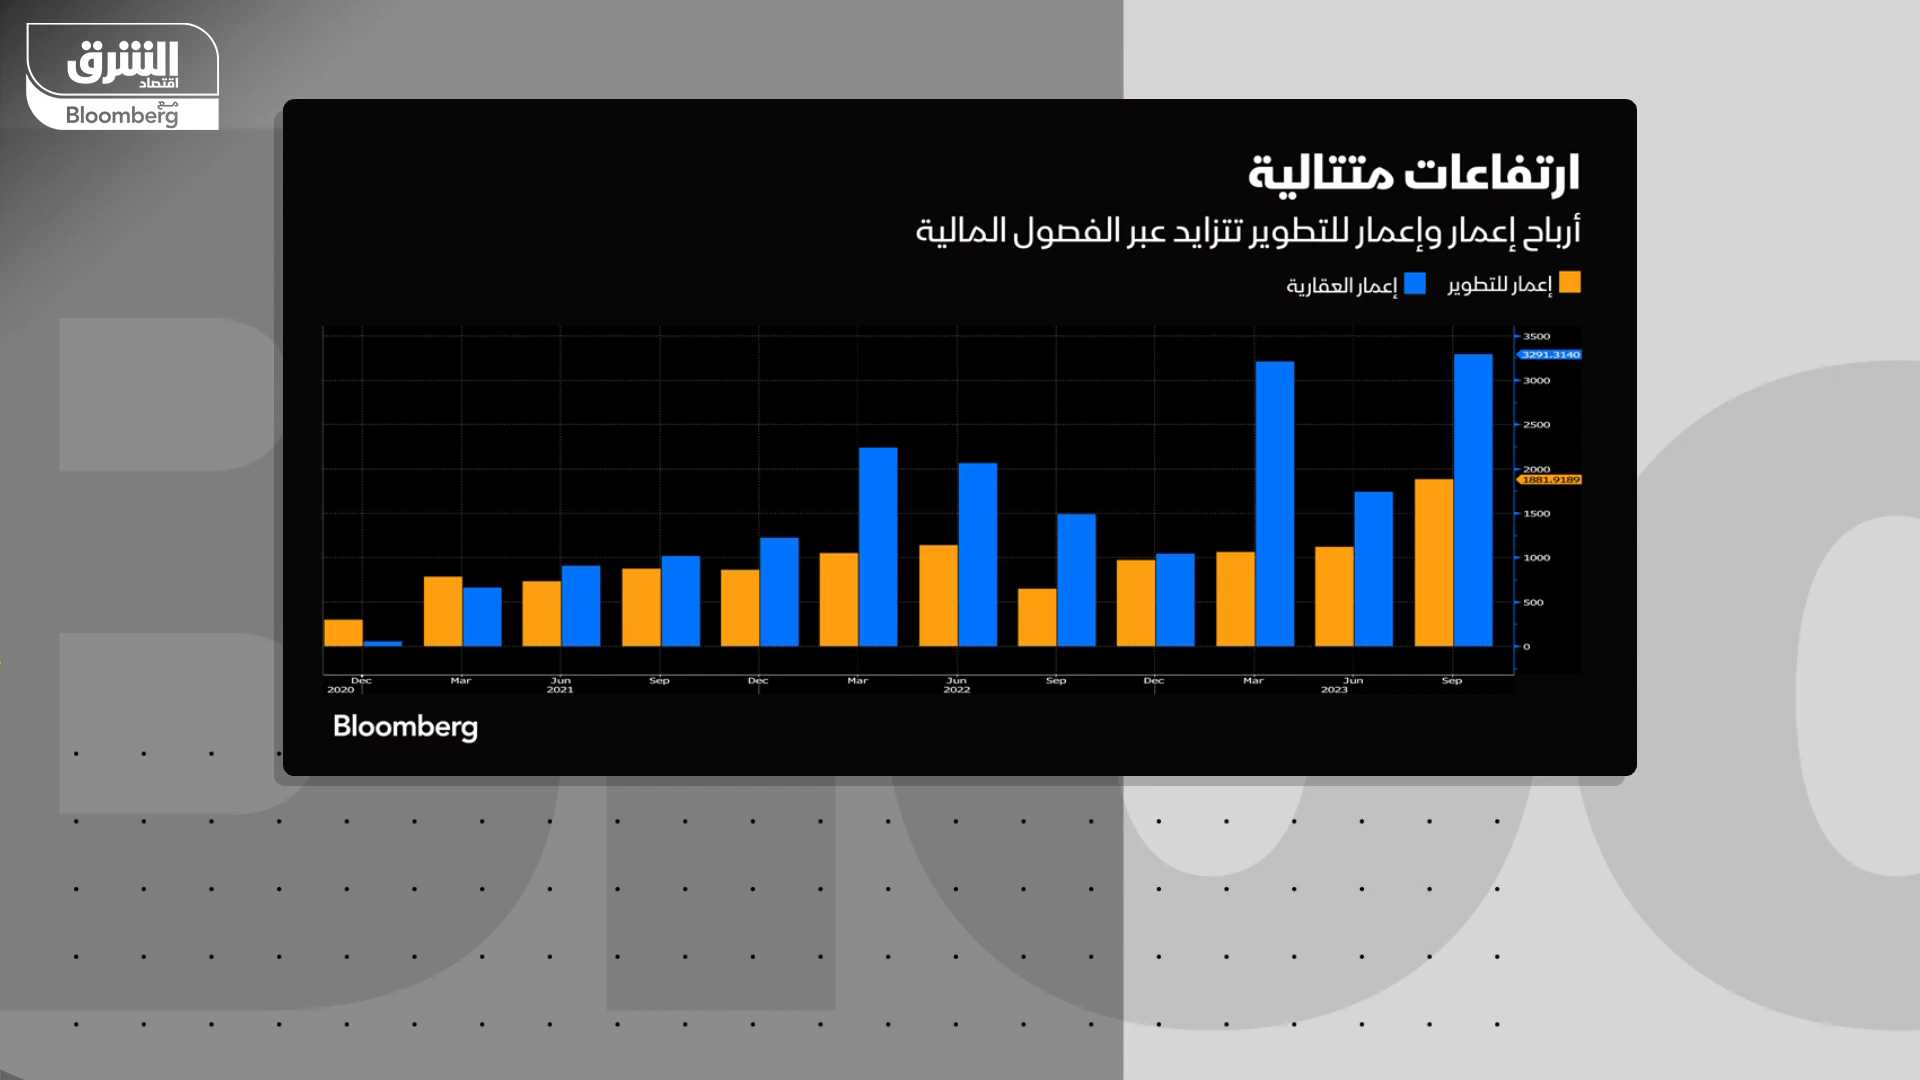 الشرق
اقتصاد
مع
Bloomberg
ارتفاعات متتالية
أرباح إعمار وإعمار للتطوير تتزايد عبر الفصول المالية
إعمار للتطوير إعمار العقارية
3500
3291.3140
3000
2500
2000
1881.9189
1500
1000
500
0
Dec Mar Jun Sep Dec Mar Jun Sep Dec Mar Jun Sep
2020 2021 2022 2023
Bloomberg